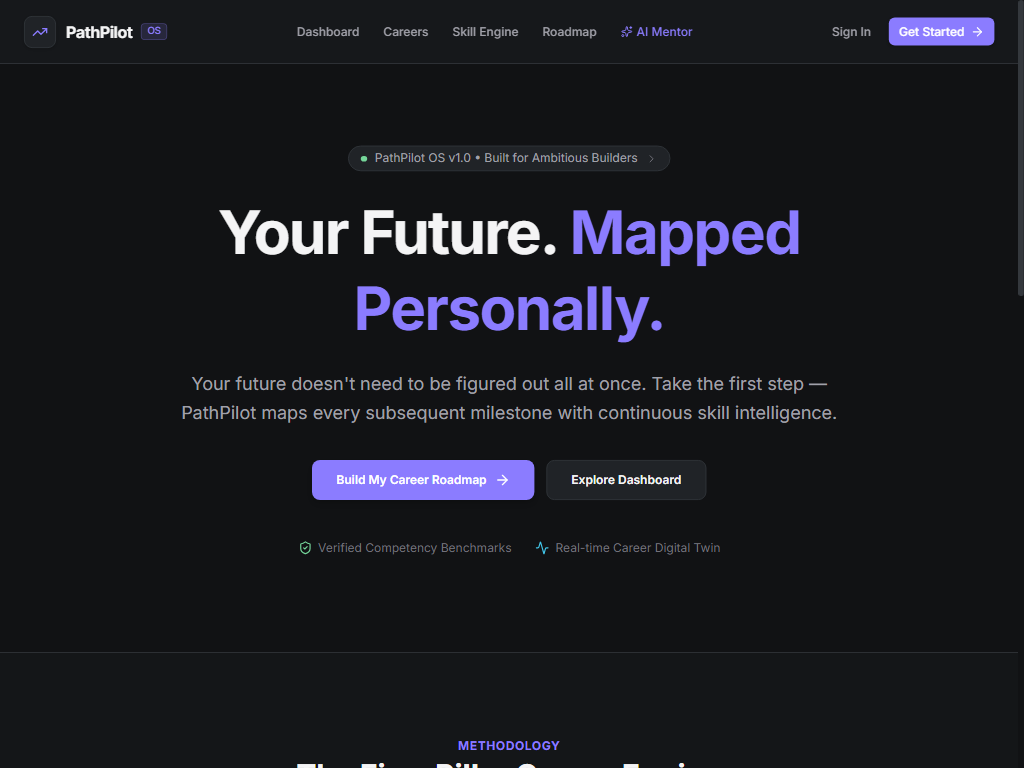 PathPilot OS
Dashboard Careers Skill Engine Roadmap AI Mentor
Sign In Get Started
PathPilot OS v1.0 • Built for Ambitious Builders
Your Future. Mapped
Personally.
Your future doesn't need to be figured out all at once. Take the first step —
PathPilot maps every subsequent milestone with continuous skill intelligence.
Build My Career Roadmap
Explore Dashboard
Verified Competency Benchmarks
Real-time Career Digital Twin
METHODOLOGY